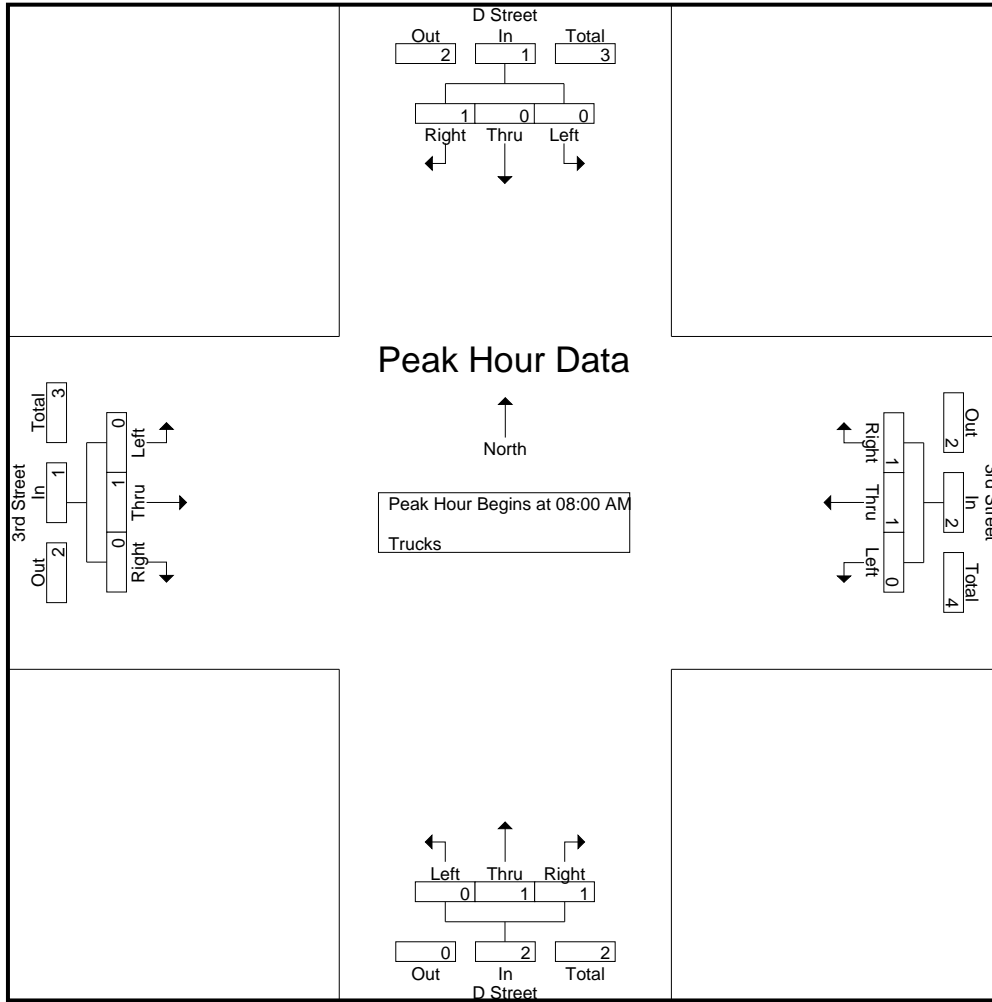 D Street
Out In Total
2 1 3
1 0 0
Right Thru Left
Peak Hour Data
North
Peak Hour Begins at 08:00 AM
Trucks
3rd Street
Out In Total
2 1 3
Right Thru Left
0 1 0
3rd Street
Out In Total
2 2 4
Right Thru Left
1 1 0
Left Thru Right
0 1 1
0 2 2
Out In Total
D Street